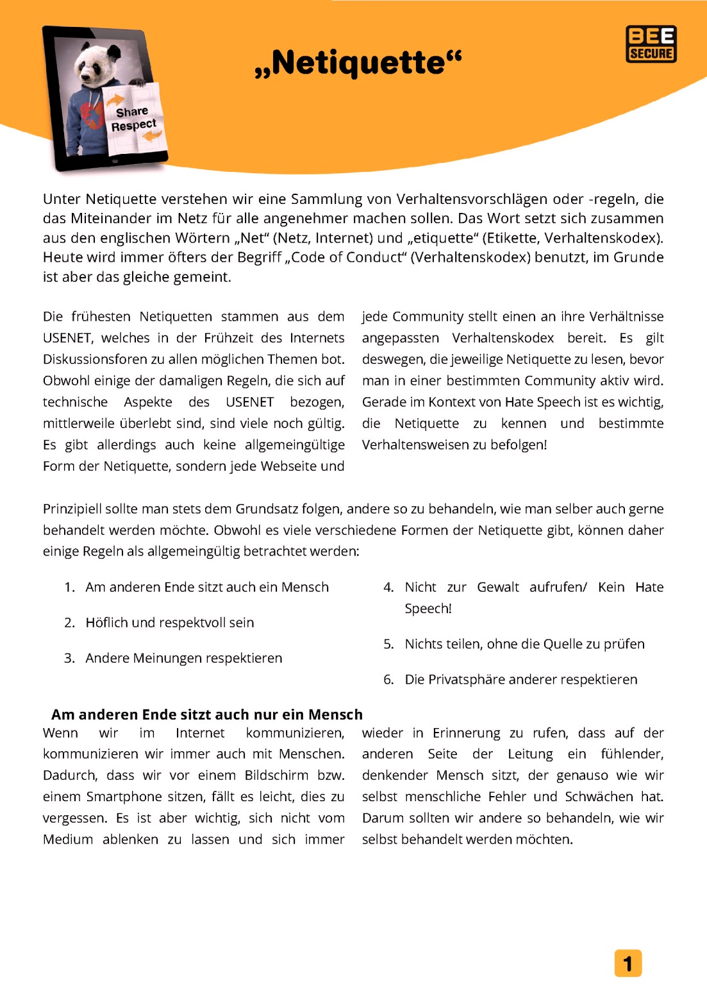 „Netiquette“
BEE
SECURE
Share
Respect
Unter Netiquette verstehen wir eine Sammlung von Verhaltensvorschlägen oder -regeln, die
das Miteinander im Netz für alle angenehmer machen sollen. Das Wort setzt sich zusammen
aus den englischen Wörtern „Net“ (Netz, Internet) und „etiquette“ (Etikette, Verhaltenskodex).
Heute wird immer öfters der Begriff „Code of Conduct“ (Verhaltenskodex) benutzt, im Grunde
ist aber das gleiche gemeint.
Die frühesten Netiquetten stammen aus dem
USENET, welches in der Frühzeit des Internets
Diskussionsforen zu allen möglichen Themen bot.
Obwohl einige der damaligen Regeln, die sich auf
technische Aspekte des USENET bezogen,
mittlerweile überlebt sind, sind viele noch gültig.
Es gibt allerdings auch keine allgemeingültige
Form der Netiquette, sondern jede Webseite und
jede Community stellt einen an ihre Verhältnisse
angepassten Verhaltenskodex bereit. Es gilt
deswegen, die jeweilige Netiquette zu lesen, bevor
man in einer bestimmten Community aktiv wird.
Gerade im Kontext von Hate Speech ist es wichtig,
die Netiquette zu kennen und bestimmte
Verhaltensweisen zu befolgen!
Prinzipiell sollte man stets dem Grundsatz folgen, andere so zu behandeln, wie man selber auch gerne
behandelt werden möchte. Obwohl es viele verschiedene Formen der Netiquette gibt, können daher
einige Regeln als allgemeingültig betrachtet werden:
1. Am anderen Ende sitzt auch ein Mensch
2. Höflich und respektvoll sein
3. Andere Meinungen respektieren
4. Nicht zur Gewalt aufrufen/ Kein Hate
Speech!
5. Nichts teilen, ohne die Quelle zu prüfen
6. Die Privatsphäre anderer respektieren
Am anderen Ende sitzt auch nur ein Mensch
Wenn wir im Internet kommunizieren,
kommunizieren wir immer auch mit Menschen.
Dadurch, dass wir vor einem Bildschirm bzw.
einem Smartphone sitzen, fällt es leicht, dies zu
vergessen. Es ist aber wichtig, sich nicht vom
Medium ablenken zu lassen und sich immer
wieder in Erinnerung zu rufen, dass auf der
anderen Seite der Leitung ein fühlender,
denkender Mensch sitzt, der genauso wie wir
selbst menschliche Fehler und Schwächen hat.
Darum sollten wir andere so behandeln, wie wir
selbst behandelt werden möchten.
1